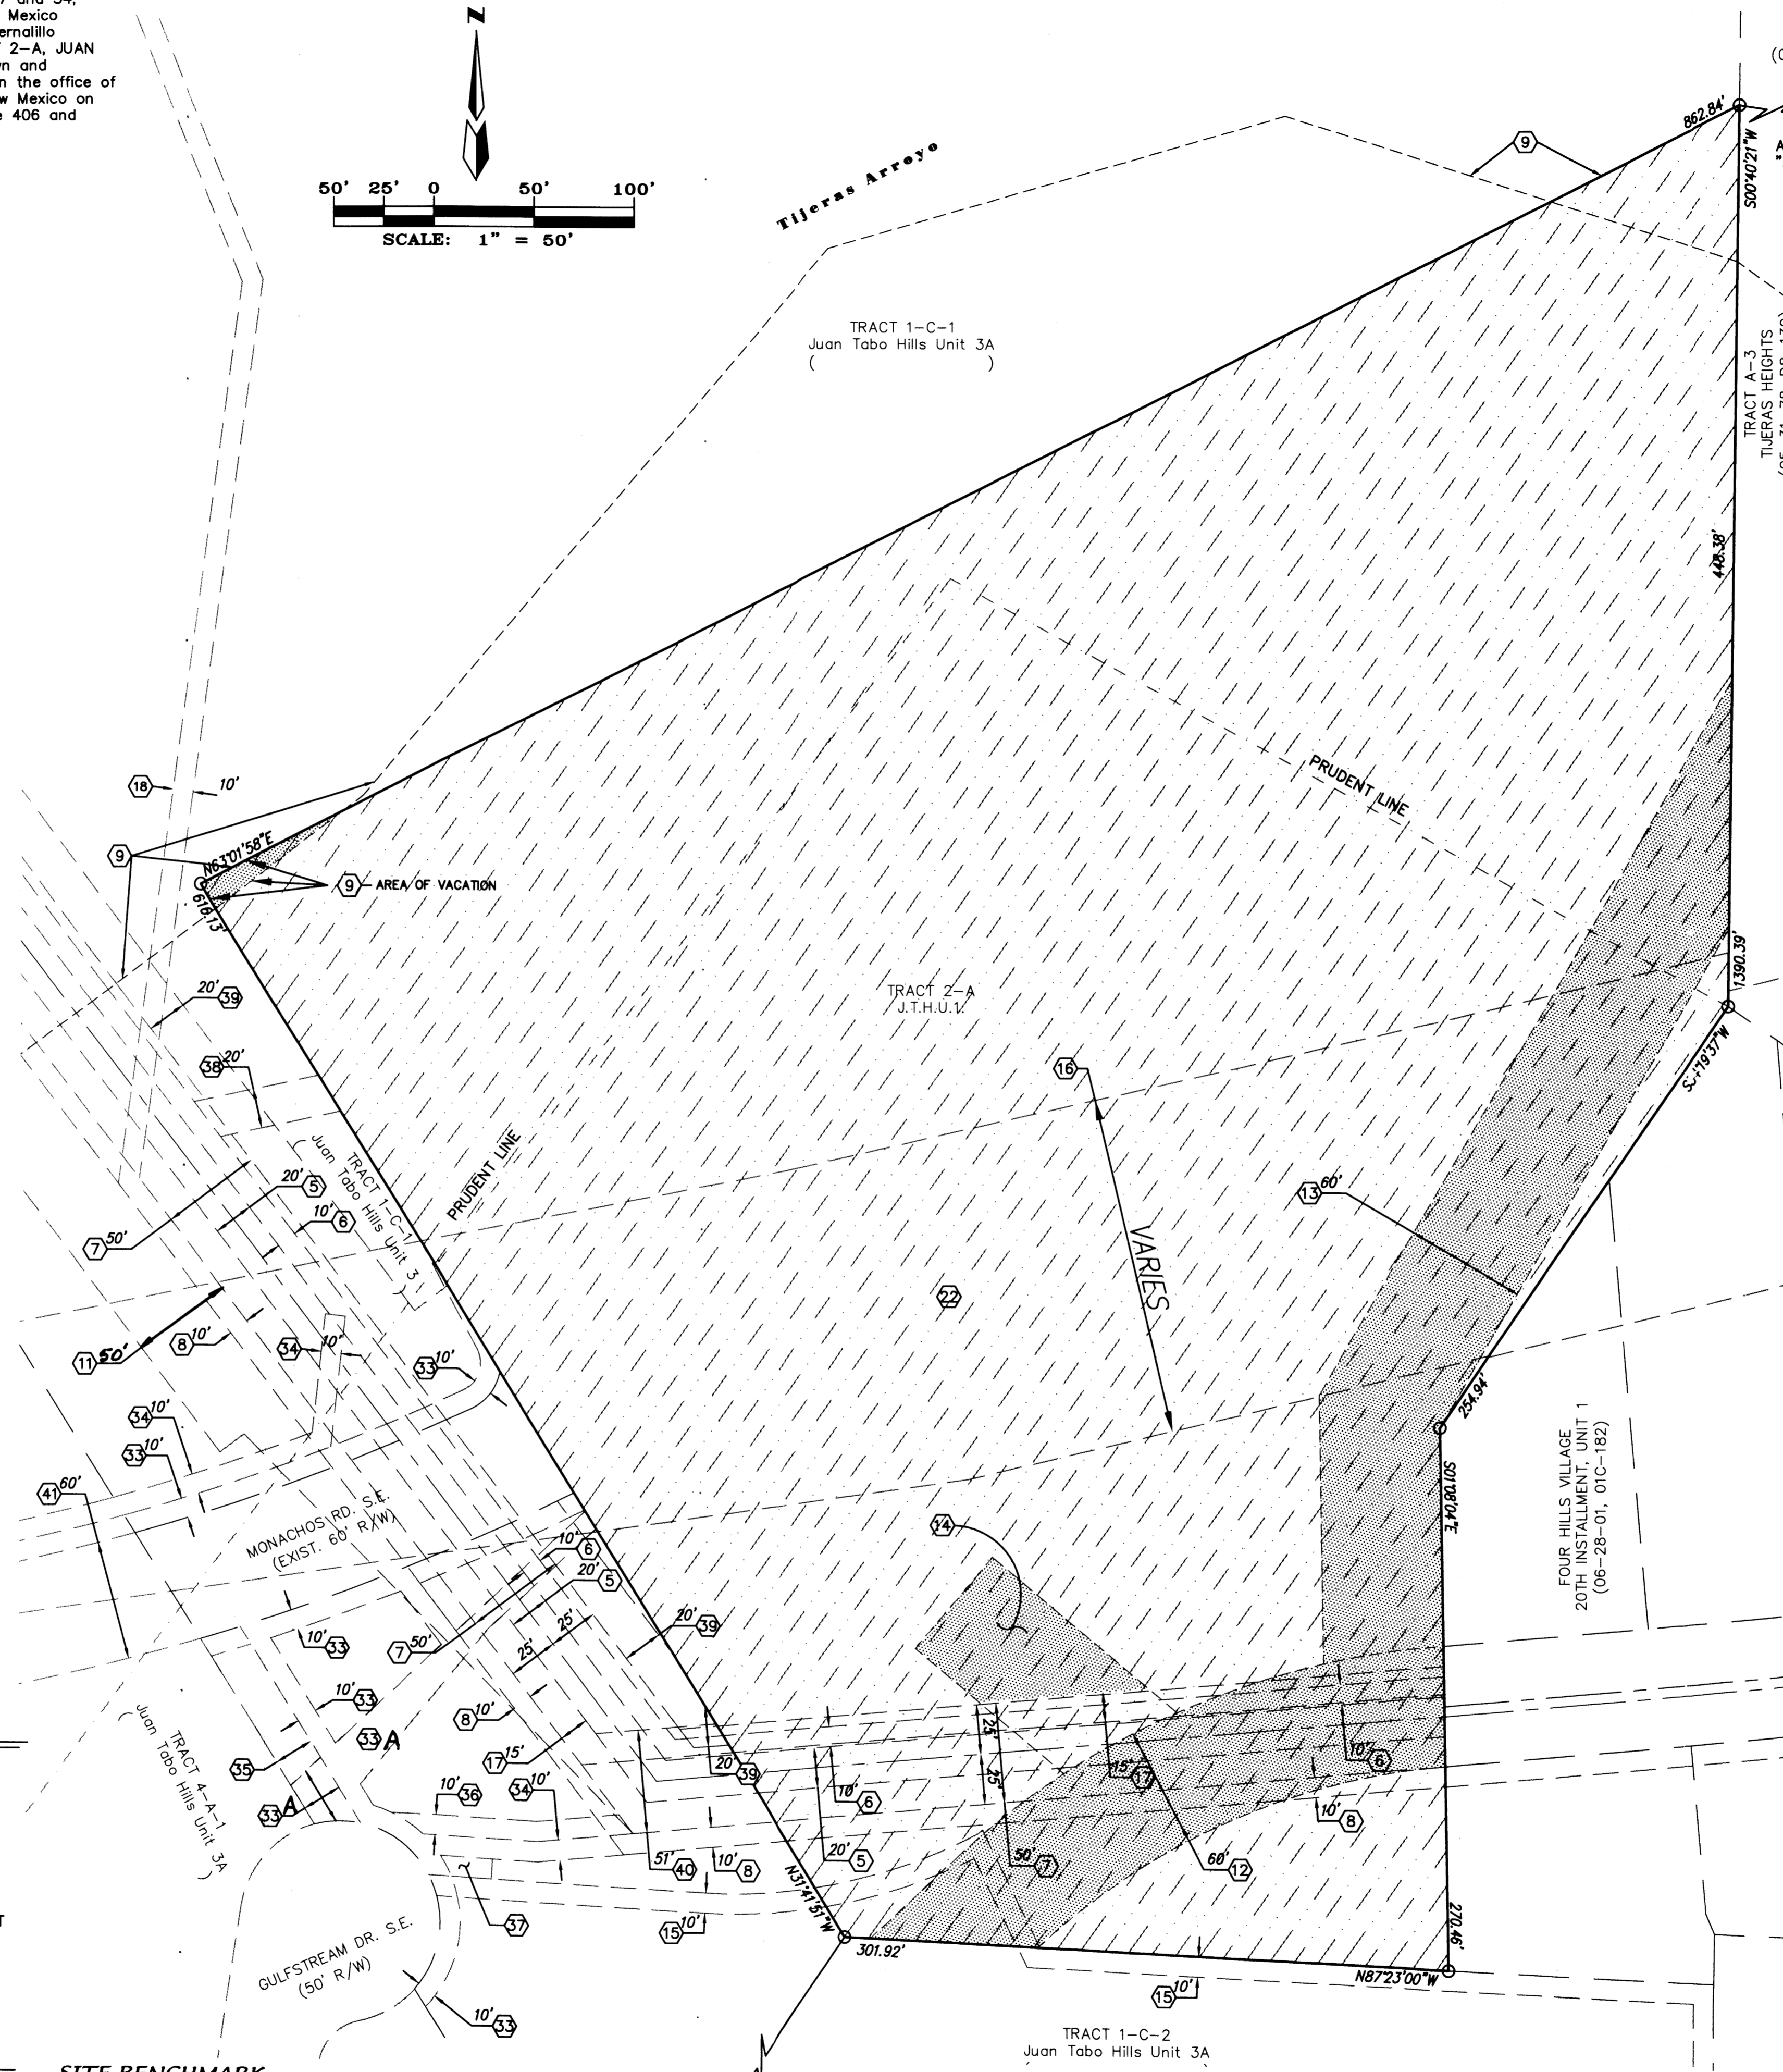 Mexico
2-A, JUAN
n the office of
w Mexico on
406 and
N
50' 25' 0 50' 100'
SCALE: 1" = 50'
Tijeras Arroyo
862.84'
9
S00°40'21"W
TRACT 1-C-1
Juan Tabo Hills Unit 3A
( )
TRACT A-3
TIJERAS HEIGHTS
448.38'
PRUDENT LINE
18
10'
9
N63°01'58"E
9
AREA OF VACATION
616.13'
1390.39'
20'
39
TRACT 2-A
J.T.H.U.1.
38
20'
16
TRACT 1-C-1
Juan Tabo Hills Unit 3
( )
PRUDENT LINE
20'
5
10'
6
13
60'
7
50'
VARIES
22
11
50'
8
10'
34
10'
33
10'
254.94'
34
10'
33
10'
41
60'
MONACHOS RD. S.E.
(EXIST. 60' R/W)
S01°08'04"E
FOUR HILLS VILLAGE
20TH INSTALLMENT, UNIT 1
(06-28-01, 01C-182)
14
10'
6
20'
5
25'
25'
20'
39
10'
33
7
50'
10'
33
33
A
8
10'
17
15'
35
33
A
TRACT 4-A-1
Juan Tabo Hills Unit 3A
( )
10'
36
34
10'
20'
39
10'
6
25'
25'
15'
17
10'
6
10'
8
51'
40
10'
8
20'
5
50'
7
60'
12
37
15
10'
N31°41'51"W
301.92'
270.46'
N87°23'00"W
GULFSTREAM DR. S.E.
(50' R/W)
10'
33
15
10'
TRACT 1-C-2
Juan Tabo Hills Unit 3A
SITE BENCHMARK